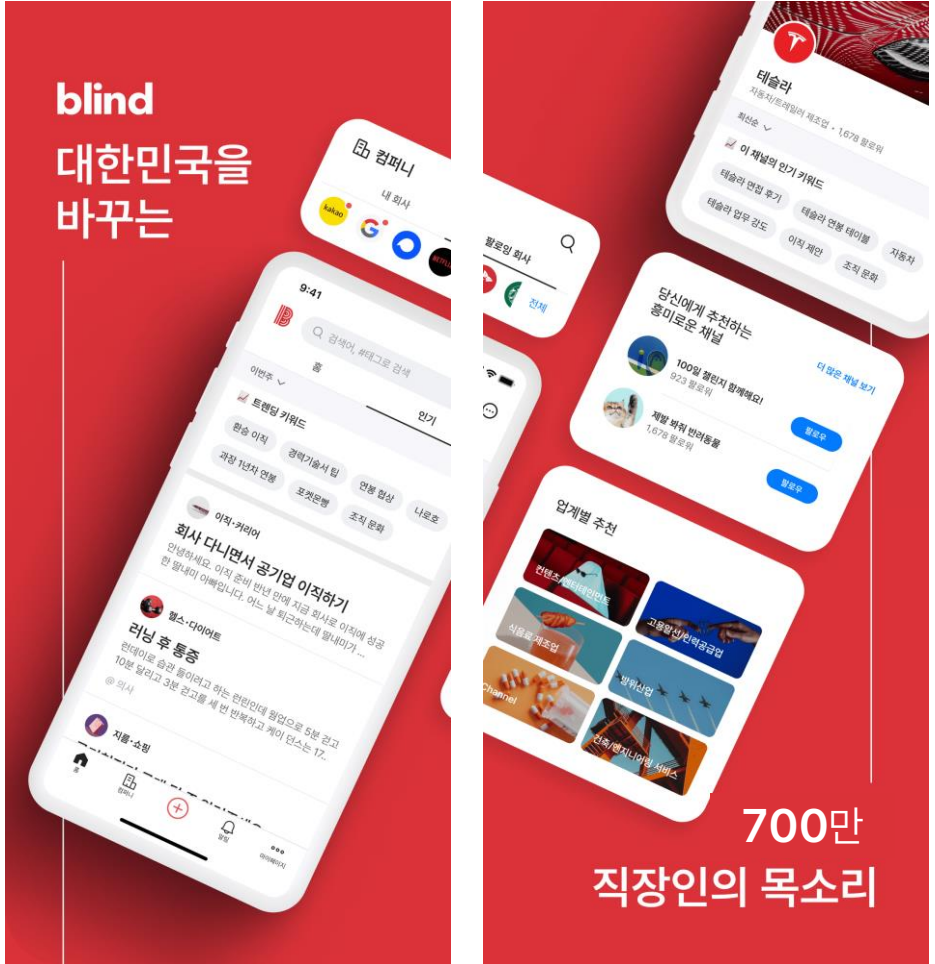 blind
대한민국을
바꾸는
컴퍼니
내 회사
kakao
G
9:41
검색어, #태그로 검색
홈
인기
이번주
트렌딩 키워드
환승 이직
경력기술서 팁
연봉 협상
나로호
과장 1년차 연봉
포켓몬빵
조직 문화
이직·커리어
회사 다니면서 공기업 이직하기
안녕하세요. 이직 준비 반년 만에 지금 회사로 이직에 성공
한 딸내미 아빠입니다. 어느 날 퇴근하는데 딸내미가 ...
헬스·다이어트
러닝 후 통증
런데이로 습관 들이려고 하는 런린인데 웜업으로 5분 걷고
10분 달리고 3분 걷고를 세 번 반복하고 케이 던스는 17..
@ 의사
지름·쇼핑
홈
컴퍼니
알림
마이페이지
테슬라
자동차/트레일러 제조업 • 1,678 팔로워
최신순
이 채널의 인기 키워드
테슬라 면접 후기
테슬라 연봉 테이블
자동차
테슬라 업무 강도
이직 제안
조직 문화
팔로잉 회사
전체
당신에게 추천하는
흥미로운 채널
더 많은 채널 보기
100일 챌린지 함께해요!
923 팔로워
팔로우
제발 봐줘 반려동물
1,678 팔로워
팔로우
업계별 추천
컨텐츠/엔터테인먼트
고용알선/인력공급업
식음료 제조업
방위산업
Channel
건축/엔지니어링 서비스
700만
직장인의 목소리